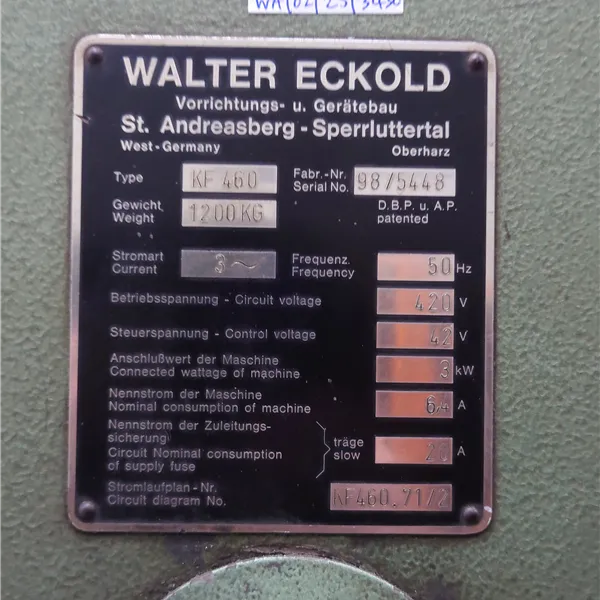 WA/02/25/3430
WALTER ECKOLD
Vorrichtungs- u. Gerätebau
St. Andreasberg - Sperrluttertal
West-Germany Oberharz
Type KF 460 Fabr.-Nr. Serial No. 98/5448
Gewicht Weight 1200 KG D.B.P. u. A.P. patented
Stromart Current ~ Frequenz. Frequency 50 Hz
Betriebsspannung - Circuit voltage 420 V
Steuerspannung - Control voltage 42 V
Anschlußwert der Maschine
Connected wattage of machine 3 kW
Nennstrom der Maschine
Nominal consumption of machine 6,4 A
Nennstrom der Zuleitungs-
sicherung
Circuit Nominal consumption
of supply fuse
träge
slow 20 A
Stromlaufplan-Nr.
Circuit diagram No. KF460.71/2